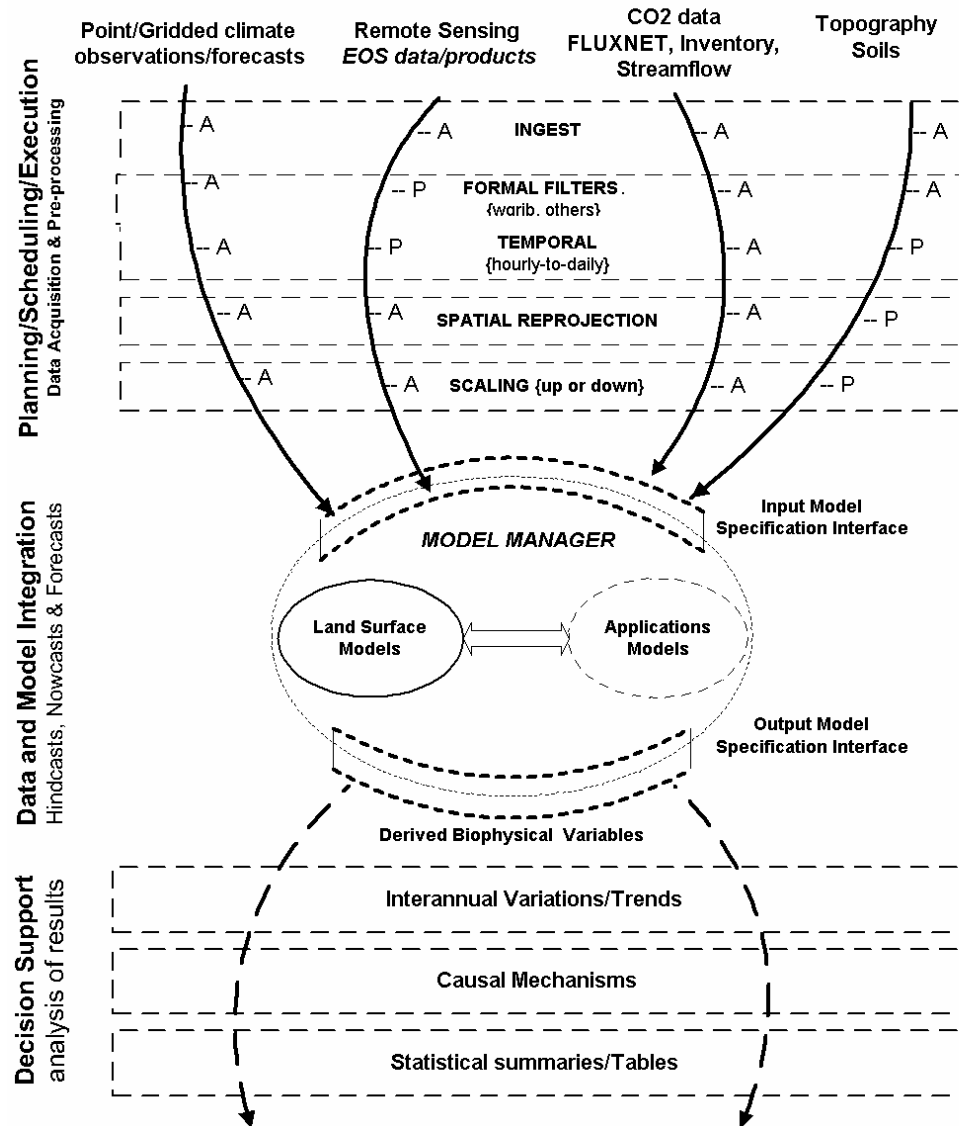 Point/Gridded climate
observations/forecasts
Remote Sensing
EOS data/products
CO2 data
FLUXNET, Inventory,
Streamflow
Topography
Soils
Planning/Scheduling/Execution
Data Acquisition & Pre-processing
-- A
-- A
INGEST
-- A
-- A
-- A
-- P
FORMAL FILTERS.
{wgrib, others}
-- A
-- A
-- A
-- P
TEMPORAL
{hourly-to-daily}
-- A
-- P
-- A
-- A
SPATIAL REPROJECTION
-- A
-- P
-- A
-- A
SCALING {up or down}
-- A
-- P
Data and Model Integration
Hindcasts, Nowcasts & Forecasts
Input Model
Specification Interface
MODEL MANAGER
Land Surface
Models
Applications
Models
Output Model
Specification Interface
Derived Biophysical Variables
Decision Support
analysis of results
Interannual Variations/Trends
Causal Mechanisms
Statistical summaries/Tables